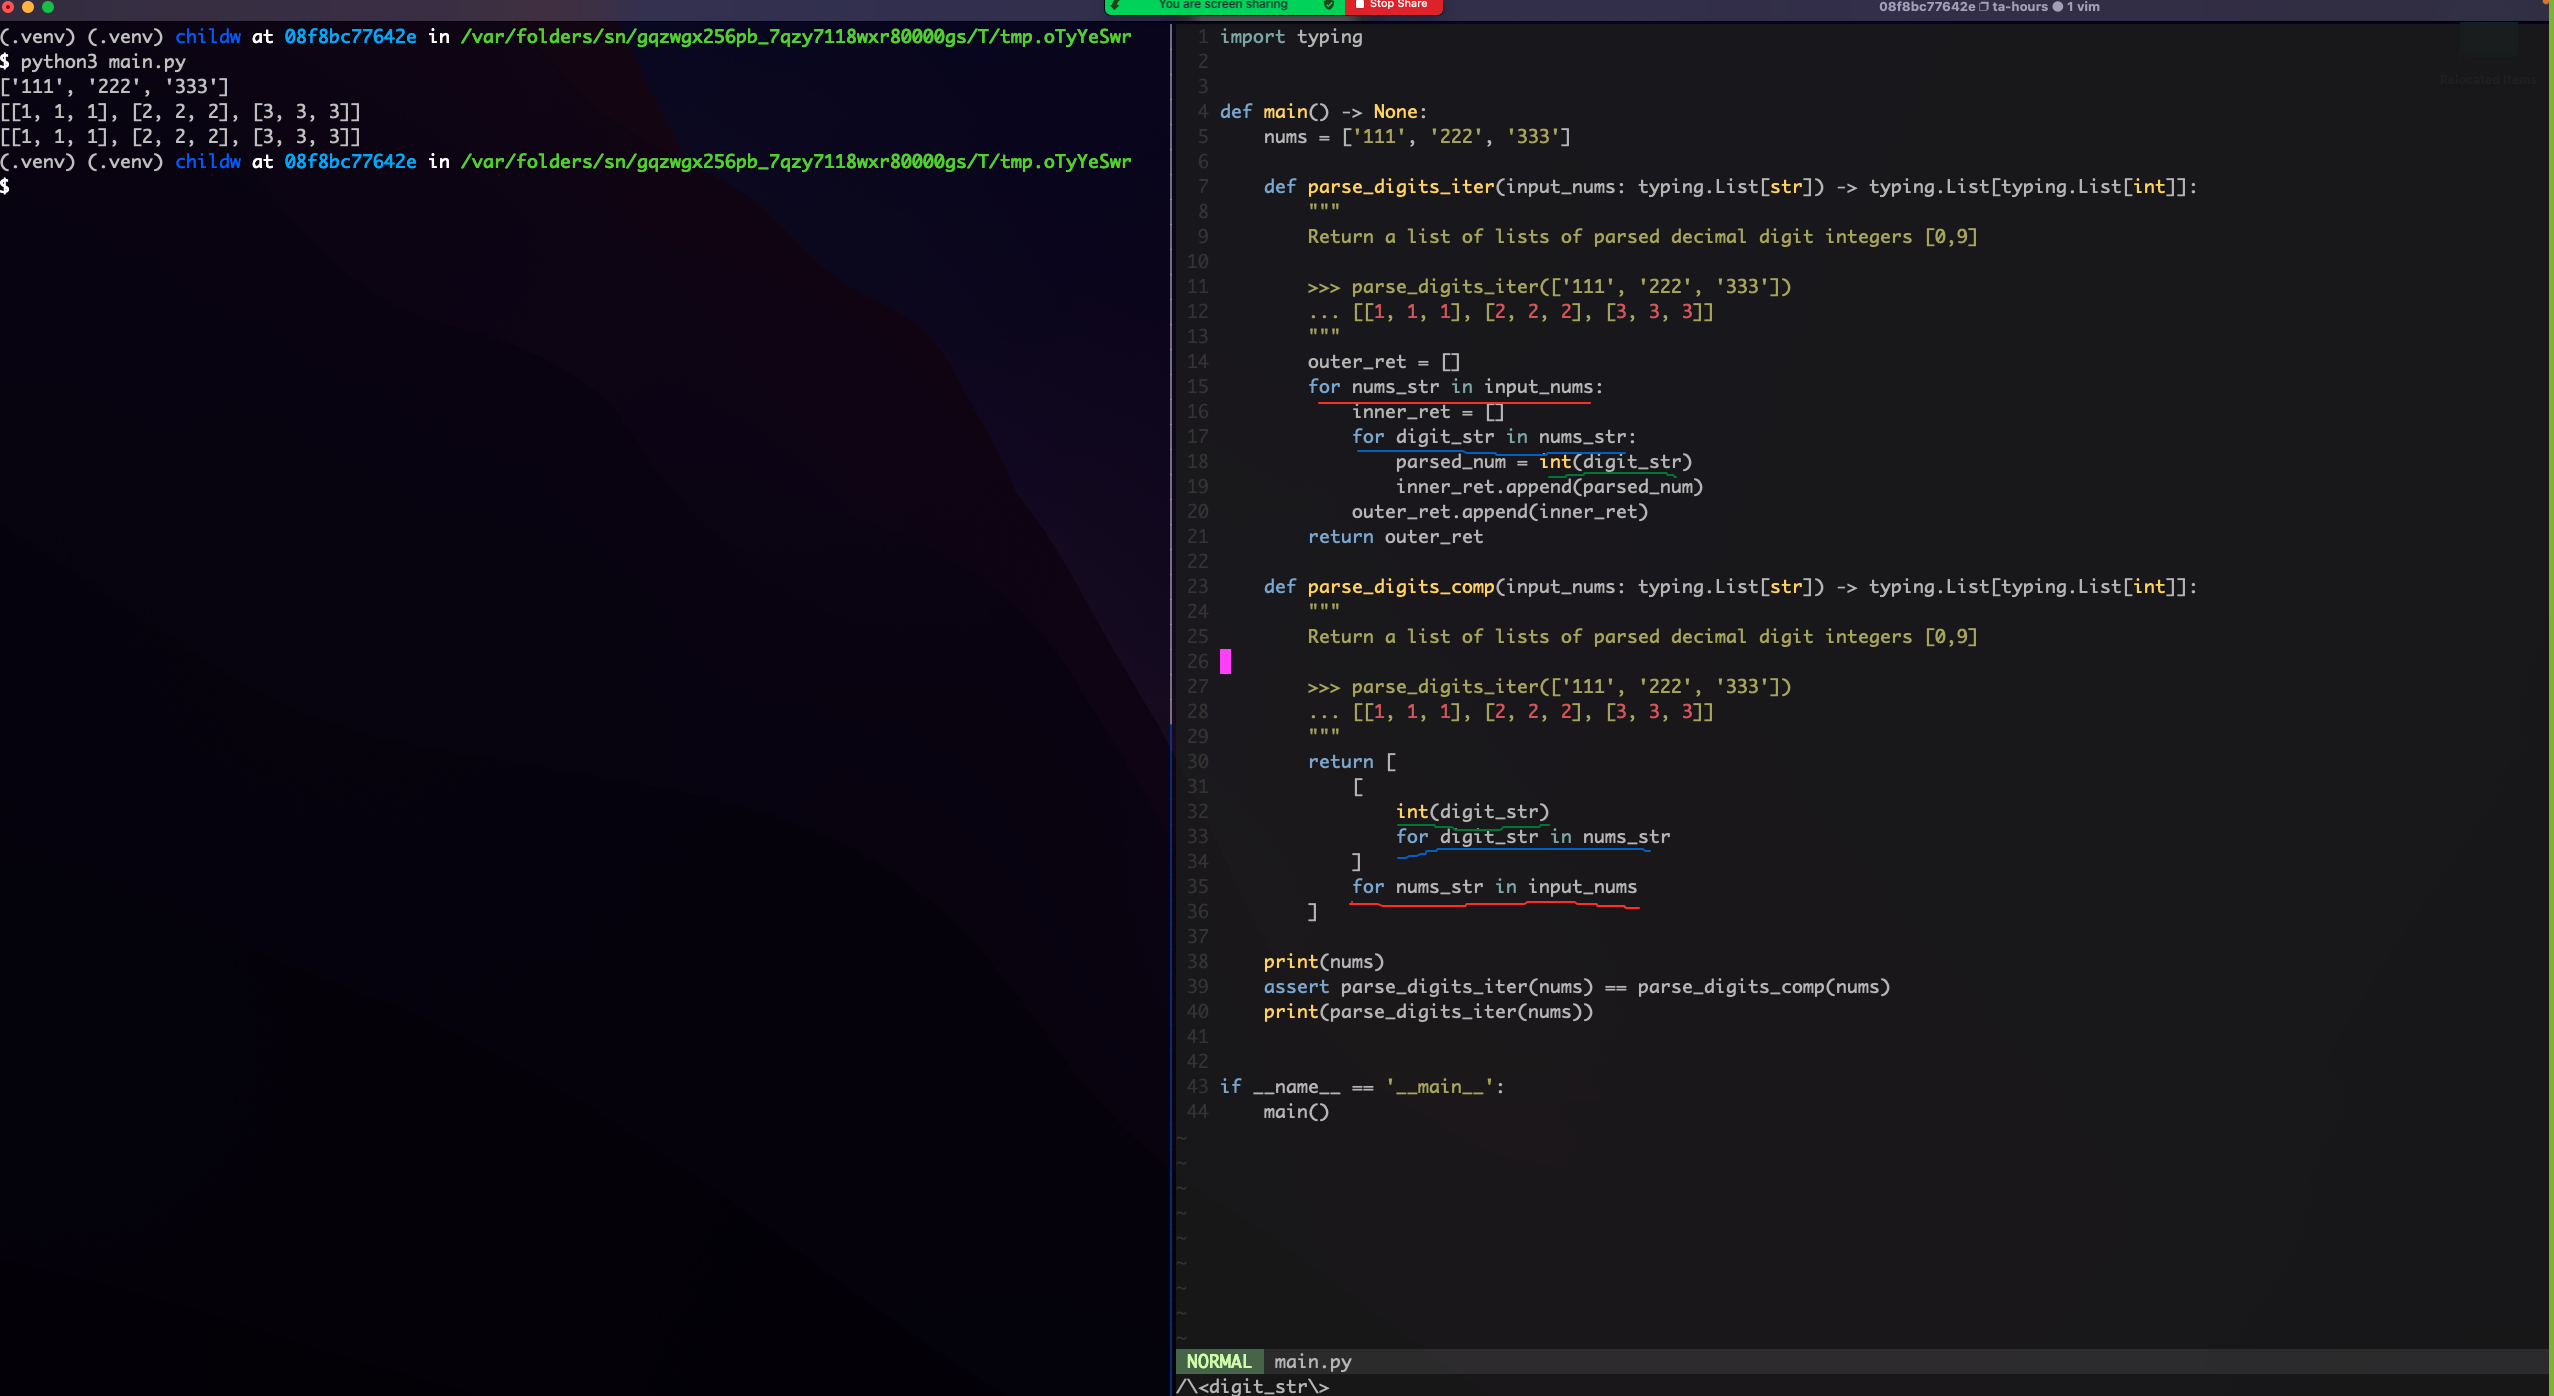 You are screen sharing Stop Share
08f8bc77642e ta-hours 1 vim
(.venv) (.venv) childw at 08f8bc77642e in /var/folders/sn/gqzwgx256pb_7qzy7118wxr80000gs/T/tmp.oTyYeSwr
$ python3 main.py
['111', '222', '333']
[[1, 1, 1], [2, 2, 2], [3, 3, 3]]
[[1, 1, 1], [2, 2, 2], [3, 3, 3]]
(.venv) (.venv) childw at 08f8bc77642e in /var/folders/sn/gqzwgx256pb_7qzy7118wxr80000gs/T/tmp.oTyYeSwr
$
Relocated Items
1 import typing
2
3
4 def main() -> None:
5     nums = ['111', '222', '333']
6
7     def parse_digits_iter(input_nums: typing.List[str]) -> typing.List[typing.List[int]]:
8         """
9         Return a list of lists of parsed decimal digit integers [0,9]
10
11         >>> parse_digits_iter(['111', '222', '333'])
12         ... [[1, 1, 1], [2, 2, 2], [3, 3, 3]]
13         """
14         outer_ret = []
15         for nums_str in input_nums:
16             inner_ret = []
17             for digit_str in nums_str:
18                 parsed_num = int(digit_str)
19                 inner_ret.append(parsed_num)
20             outer_ret.append(inner_ret)
21         return outer_ret
22
23     def parse_digits_comp(input_nums: typing.List[str]) -> typing.List[typing.List[int]]:
24         """
25         Return a list of lists of parsed decimal digit integers [0,9]
26
27         >>> parse_digits_iter(['111', '222', '333'])
28         ... [[1, 1, 1], [2, 2, 2], [3, 3, 3]]
29         """
30         return [
31             [
32                 int(digit_str)
33                 for digit_str in nums_str
34             ]
35             for nums_str in input_nums
36         ]
37
38     print(nums)
39     assert parse_digits_iter(nums) == parse_digits_comp(nums)
40     print(parse_digits_iter(nums))
41
42
43 if __name__ == '__main__':
44     main()
~
~
~
~
~
~
~
~
~
NORMAL main.py
/\<digit_str\>